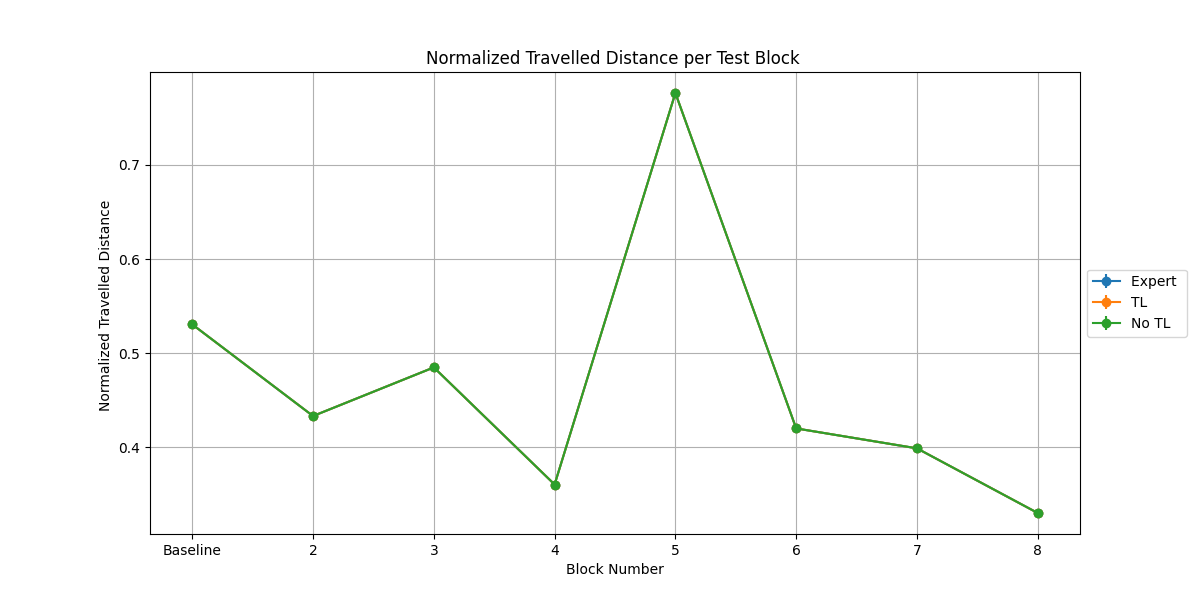 Normalized Travelled Distance per Test Block
Normalized Travelled Distance
0.7
0.6
0.5
0.4
Baseline 2 3 4 5 6 7 8
Block Number
Expert
TL
No TL